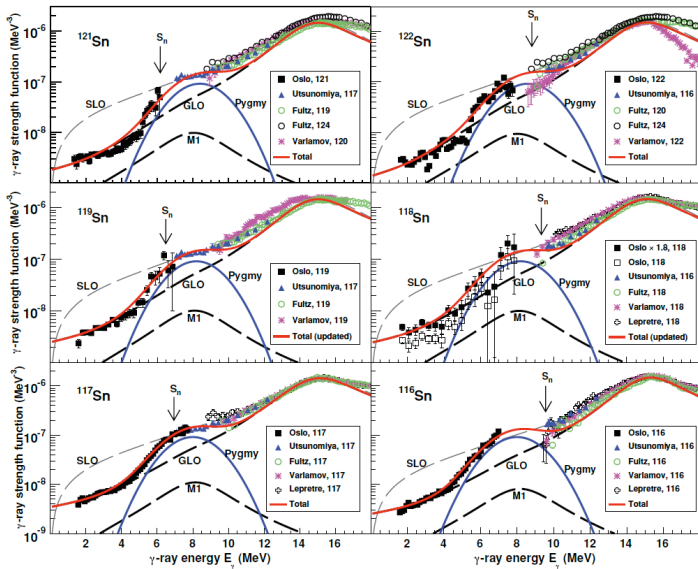 γ-ray strength function (MeV⁻³)
10⁻⁶
10⁻⁷
10⁻⁸
¹²¹Sn
Sₙ
SLO
GLO
Pygmy
M1
Oslo, 121
Utsunomiya, 117
Fultz, 119
Fultz, 124
Varlamov, 120
Total
¹²²Sn
Sₙ
SLO
GLO
Pygmy
M1
Oslo, 122
Utsunomiya, 116
Fultz, 120
Fultz, 124
Varlamov, 122
Total
γ-ray strength function (MeV⁻³)
10⁻⁶
10⁻⁷
10⁻⁸
¹¹⁹Sn
Sₙ
SLO
GLO
Pygmy
M1
Oslo, 119
Utsunomiya, 117
Fultz, 119
Varlamov, 119
Total (updated)
¹¹⁸Sn
Sₙ
SLO
GLO
Pygmy
M1
Oslo × 1.8, 118
Oslo 118
Utsunomiya, 116
Fultz, 118
Varlamov, 118
Lepretre, 118
Total (updated)
γ-ray strength function (MeV⁻³)
10⁻⁶
10⁻⁷
10⁻⁸
10⁻⁹
¹¹⁷Sn
Sₙ
SLO
GLO
Pygmy
M1
Oslo, 117
Utsunomiya, 117
Fultz, 117
Varlamov, 117
Lepretre, 117
Total
2 4 6 8 10 12 14 16
γ-ray energy E_γ (MeV)
¹¹⁶Sn
Sₙ
SLO
GLO
Pygmy
M1
Oslo, 116
Utsunomiya, 116
Fultz, 116
Varlamov, 116
Lepretre, 116
Total
2 4 6 8 10 12 14 16
γ-ray energy E_γ (MeV)